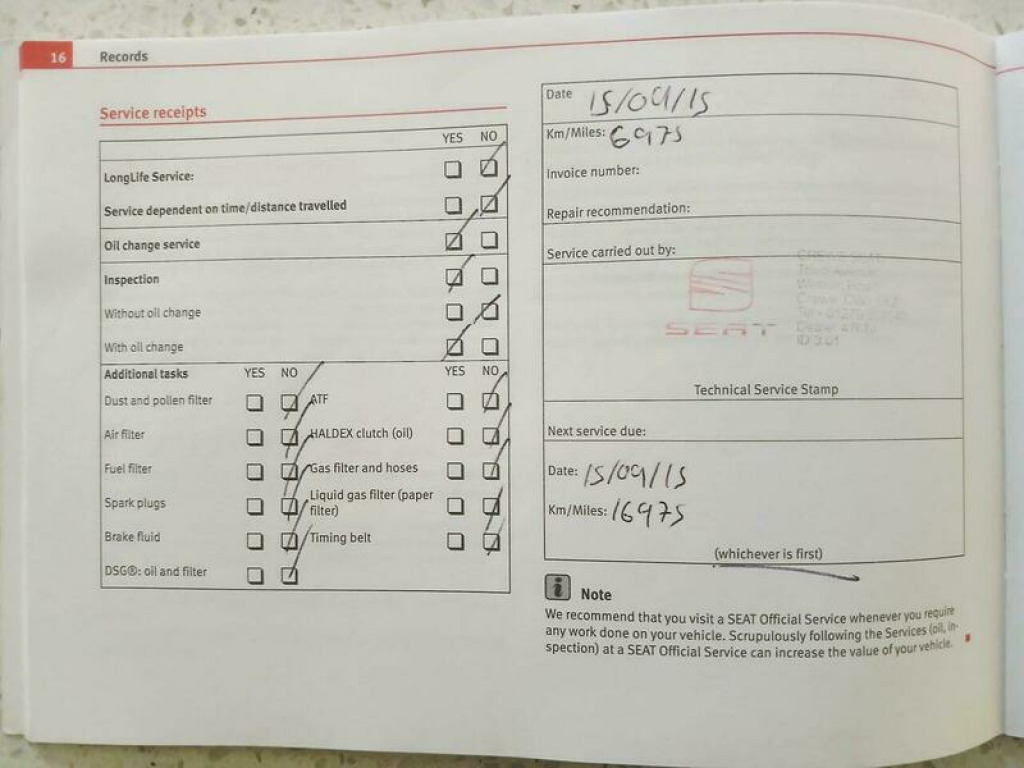 16
Records
Service receipts
YES NO
LongLife Service:
Service dependent on time/distance travelled
Oil change service
Inspection
Without oil change
With oil change
Additional tasks YES NO YES NO
Dust and pollen filter ATF
Air filter HALDEX clutch (oil)
Fuel filter Gas filter and hoses
Spark plugs Liquid gas filter (paper
filter)
Brake fluid Timing belt
DSG®: oil and filter
Date 15/09/15
Km/Miles: 6975
Invoice number:
Repair recommendation:
Service carried out by:
SEAT
Technical Service Stamp
Next service due:
Date: 15/09/15
Km/Miles: 16975
(whichever is first)
Note
We recommend that you visit a SEAT Official Service whenever you require
any work done on your vehicle. Scrupulously following the Services (oil, in-
spection) at a SEAT Official Service can increase the value of your vehicle.